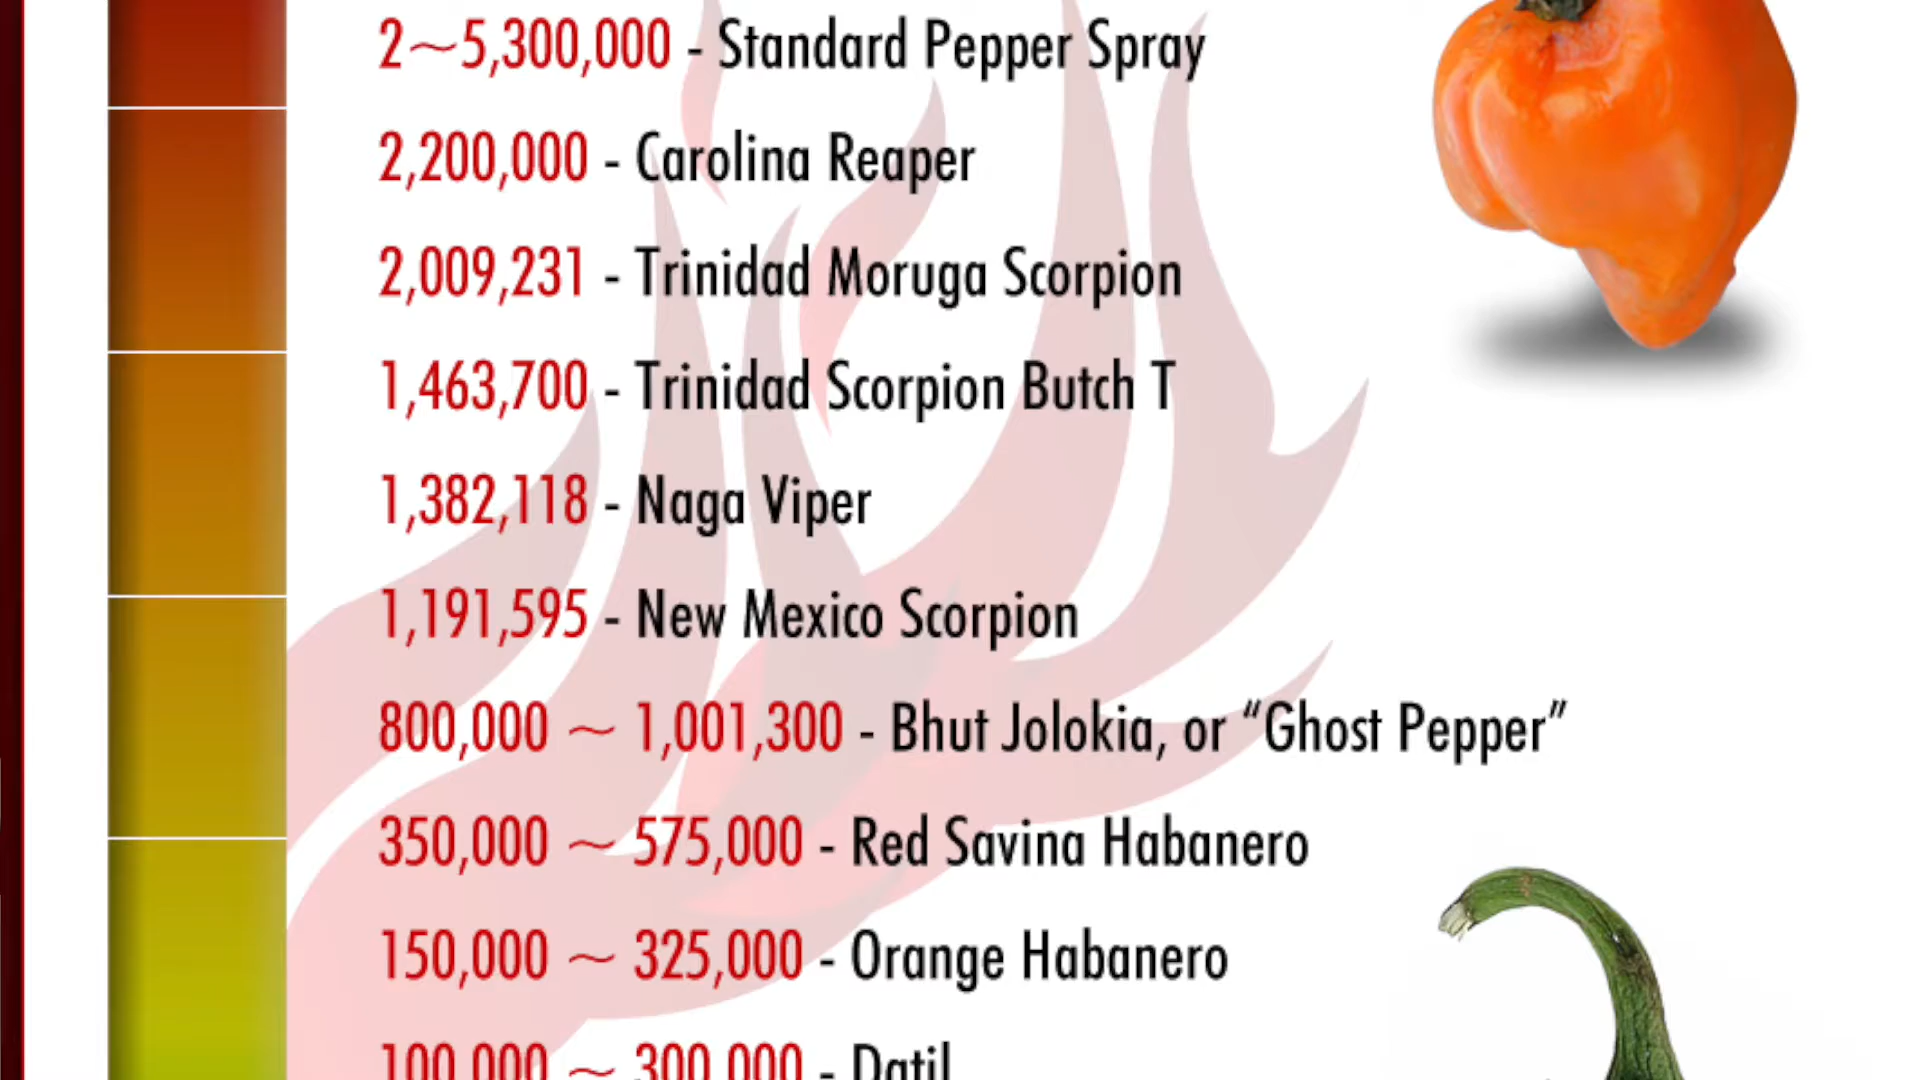 2~5,300,000 - Standard Pepper Spray
2,200,000 - Carolina Reaper
2,009,231 - Trinidad Moruga Scorpion
1,463,700 - Trinidad Scorpion Butch T
1,382,118 - Naga Viper
1,191,595 - New Mexico Scorpion
800,000 ~ 1,001,300 - Bhut Jolokia, or “Ghost Pepper”
350,000 ~ 575,000 - Red Savina Habanero
150,000 ~ 325,000 - Orange Habanero
100,000 ~ 300,000 - Datil